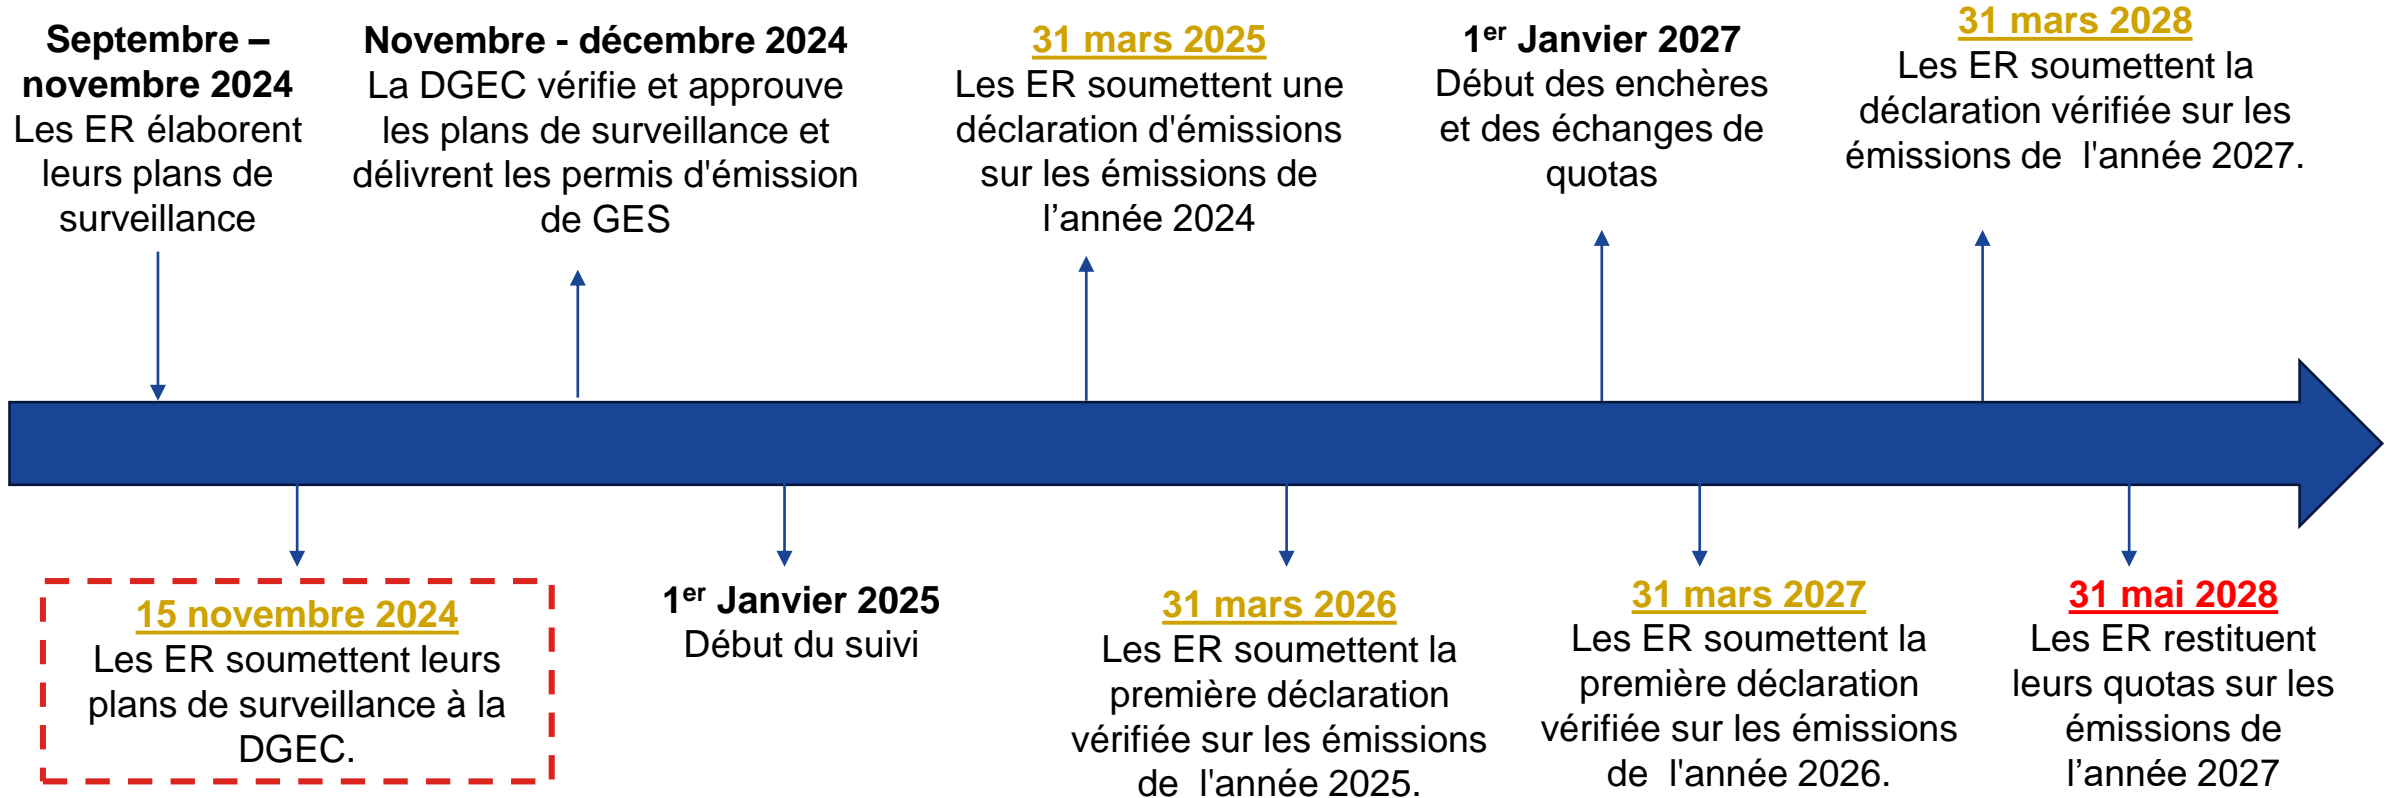 Septembre –
novembre 2024
Les ER élaborent
leurs plans de
surveillance
Novembre - décembre 2024
La DGEC vérifie et approuve
les plans de surveillance et
délivrent les permis d'émission
de GES
31 mars 2025
Les ER soumettent une
déclaration d'émissions
sur les émissions de
l’année 2024
1er Janvier 2027
Début des enchères
et des échanges de
quotas
31 mars 2028
Les ER soumettent la
déclaration vérifiée sur les
émissions de  l'année 2027.
15 novembre 2024
Les ER soumettent leurs
plans de surveillance à la
DGEC.
1er Janvier 2025
Début du suivi
31 mars 2026
Les ER soumettent la
première déclaration
vérifiée sur les émissions
de  l'année 2025.
31 mars 2027
Les ER soumettent la
première déclaration
vérifiée sur les émissions
de  l'année 2026.
31 mai 2028
Les ER restituent
leurs quotas sur les
émissions de
l’année 2027